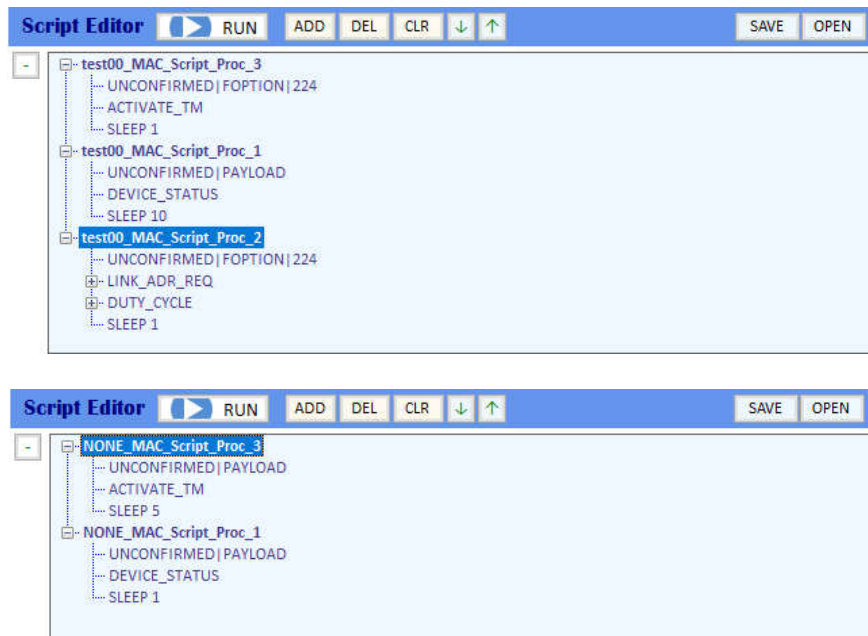 Script Editor RUN ADD DEL CLR ↓ ↑ SAVE OPEN
-
test00_MAC_Script_Proc_3
UNCONFIRMED|FOPTION|224
ACTIVATE_TM
SLEEP 1
test00_MAC_Script_Proc_1
UNCONFIRMED|PAYLOAD
DEVICE_STATUS
SLEEP 10
test00_MAC_Script_Proc_2
UNCONFIRMED|FOPTION|224
LINK_ADR_REQ
DUTY_CYCLE
SLEEP 1
Script Editor RUN ADD DEL CLR ↓ ↑ SAVE OPEN
-
NONE_MAC_Script_Proc_3
UNCONFIRMED|PAYLOAD
ACTIVATE_TM
SLEEP 5
NONE_MAC_Script_Proc_1
UNCONFIRMED|PAYLOAD
DEVICE_STATUS
SLEEP 1